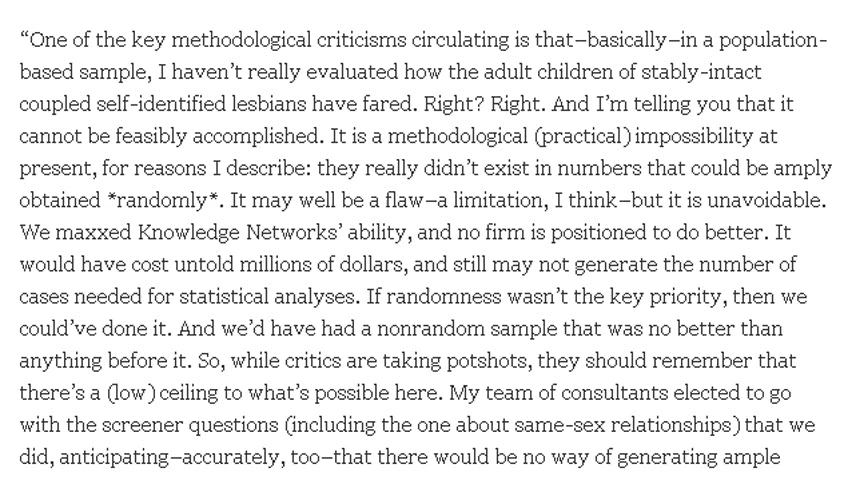 “One of the key methodological criticisms circulating is that–basically–in a population-
based sample, I haven’t really evaluated how the adult children of stably-intact
coupled self-identified lesbians have fared. Right? Right. And I’m telling you that it
cannot be feasibly accomplished. It is a methodological (practical) impossibility at
present, for reasons I describe: they really didn’t exist in numbers that could be amply
obtained *randomly*. It may well be a flaw–a limitation, I think–but it is unavoidable.
We maxxed Knowledge Networks’ ability, and no firm is positioned to do better. It
would have cost untold millions of dollars, and still may not generate the number of
cases needed for statistical analyses. If randomness wasn’t the key priority, then we
could’ve done it. And we’d have had a nonrandom sample that was no better than
anything before it. So, while critics are taking potshots, they should remember that
there’s a (low) ceiling to what’s possible here. My team of consultants elected to go
with the screener questions (including the one about same-sex relationships) that we
did, anticipating–accurately, too–that there would be no way of generating ample